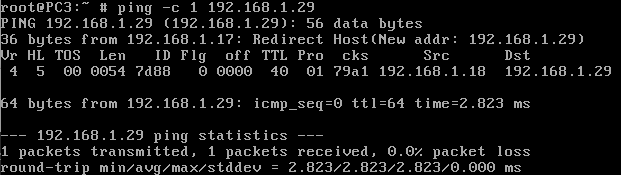 root@PC3:~ # ping -c 1 192.168.1.29
PING 192.168.1.29 (192.168.1.29): 56 data bytes
36 bytes from 192.168.1.17: Redirect Host(New addr: 192.168.1.29)
Vr HL TOS  Len   ID Flg  off TTL Pro  cks      Src      Dst
 4  5  00 0054 7d88   0 0000  40  01 79a1 192.168.1.18  192.168.1.29
64 bytes from 192.168.1.29: icmp_seq=0 ttl=64 time=2.823 ms
--- 192.168.1.29 ping statistics ---
1 packets transmitted, 1 packets received, 0.0% packet loss
round-trip min/avg/max/stddev = 2.823/2.823/2.823/0.000 ms